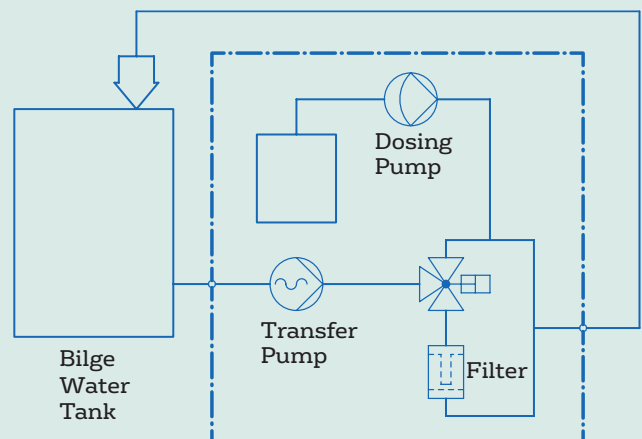 Dosing
Pump
Transfer
Pump
Filter
Bilge
Water
Tank